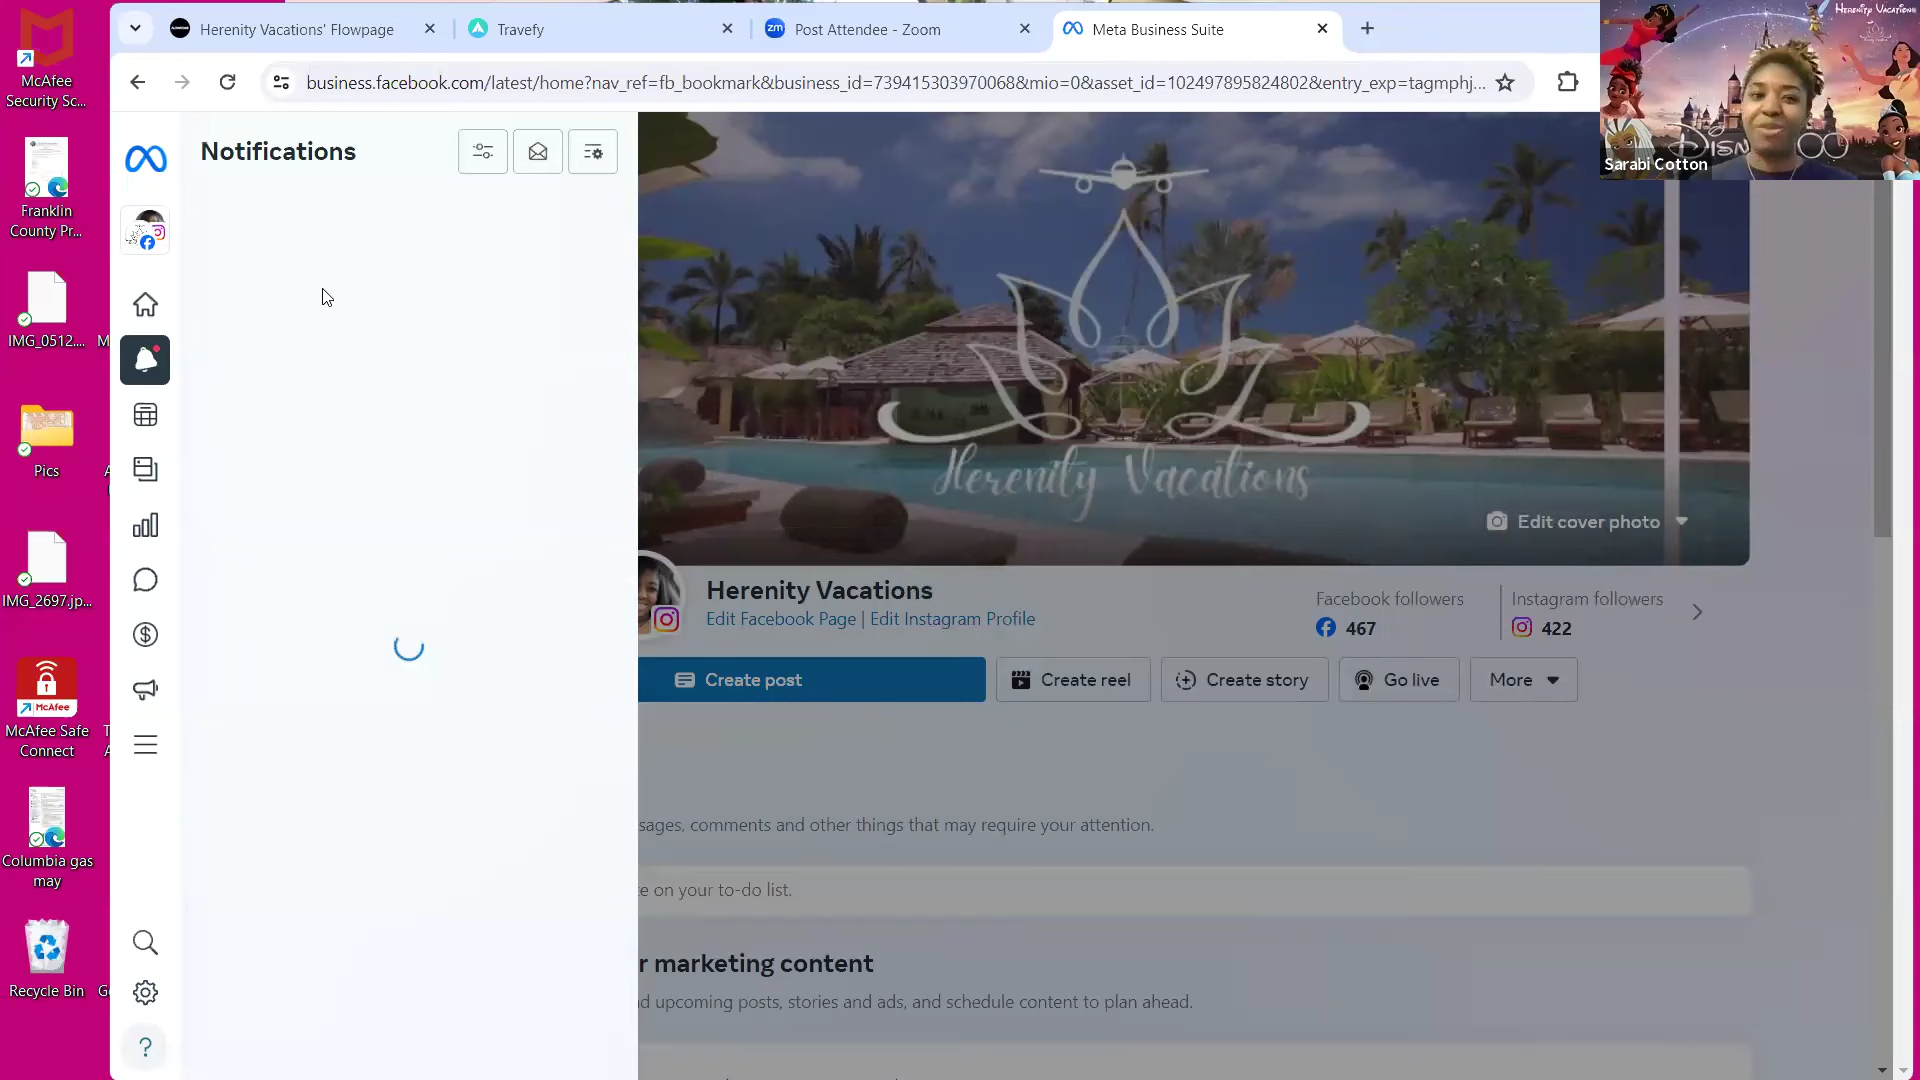 McAfee
Security Sc...
Franklin
County Pr...
IMG_0512....
M
Pics
IMG_2697.jp...
McAfee
McAfee Safe
Connect
T
A
Columbia gas
may
Recycle Bin
Herenity Vacations' Flowpage
Travefy
zm
Post Attendee - Zoom
Meta Business Suite
business.facebook.com/latest/home?nav_ref=fb_bookmark&business_id=739415303970068&mio=0&asset_id=102497895824802&entry_exp=tagmphj...
Herenity Vacations
Disn
Sarabi Cotton
Notifications
Herenity Vacations
Edit cover photo
Herenity Vacations
Edit Facebook Page | Edit Instagram Profile
Facebook followers
467
Instagram followers
422
Create post
Create reel
Create story
Go live
More
sages, comments and other things that may require your attention.
e on your to-do list.
r marketing content
d upcoming posts, stories and ads, and schedule content to plan ahead.